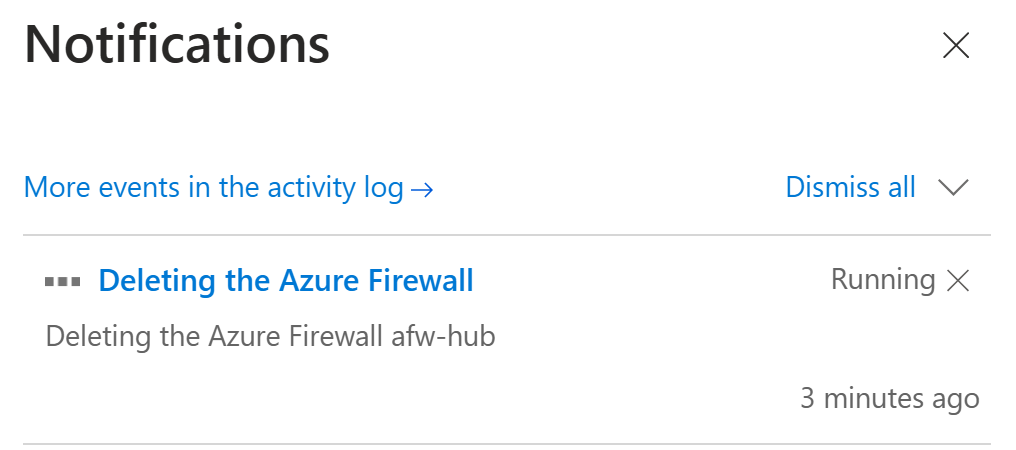 Notifications
More events in the activity log → Dismiss all
Deleting the Azure Firewall Running
Deleting the Azure Firewall afw-hub
3 minutes ago